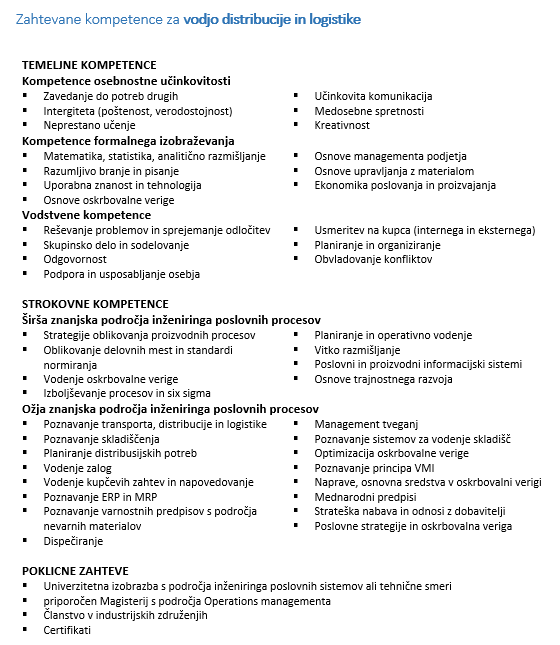 Zahtevane kompetence za vodjo distribucije in logistike
TEMELJNE KOMPETENCE
Kompetence osebnostne učinkovitosti
▪ Zavedanje do potreb drugih
▪ Intergiteta (poštenost, verodostojnost)
▪ Neprestano učenje
▪ Učinkovita komunikacija
▪ Medosebne spretnosti
▪ Kreativnost
Kompetence formalnega izobraževanja
▪ Matematika, statistika, analitično razmišljanje
▪ Razumljivo branje in pisanje
▪ Uporabna znanost in tehnologija
▪ Osnove oskrbovalne verige
▪ Osnove managementa podjetja
▪ Osnove upravljanja z materialom
▪ Ekonomika poslovanja in proizvajanja
Vodstvene kompetence
▪ Reševanje problemov in sprejemanje odločitev
▪ Skupinsko delo in sodelovanje
▪ Odgovornost
▪ Podpora in usposabljanje osebja
▪ Usmeritev na kupca (internega in eksternega)
▪ Planiranje in organiziranje
▪ Obvladovanje konfliktov
STROKOVNE KOMPETENCE
Širša znanjska področja inženiringa poslovnih procesov
▪ Strategije oblikovanja proizvodnih procesov
▪ Oblikovanje delovnih mest in standardi
normiranja
▪ Vodenje oskrbovalne verige
▪ Izboljševanje procesov in six sigma
▪ Planiranje in operativno vodenje
▪ Vitko razmišljanje
▪ Poslovni in proizvodni informacijski sistemi
▪ Osnove trajnostnega razvoja
Ožja znanjska področja inženiringa poslovnih procesov
▪ Poznavanje transporta, distribucije in logistike
▪ Poznavanje skladiščenja
▪ Planiranje distribusijskih potreb
▪ Vodenje zalog
▪ Vodenje kupčevih zahtev in napovedovanje
▪ Poznavanje ERP in MRP
▪ Poznavanje varnostnih predpisov s področja
nevarnih materialov
▪ Dispečiranje
▪ Management tveganj
▪ Poznavanje sistemov za vodenje skladišč
▪ Optimizacija oskrbovalne verige
▪ Poznavanje principa VMI
▪ Naprave, osnovna sredstva v oskrbovalni verigi
▪ Mednarodni predpisi
▪ Strateška nabava in odnosi z dobavitelji
▪ Poslovne strategije in oskrbovalna veriga
POKLICNE ZAHTEVE
▪ Univerzitetna izobrazba s področja inženiringa poslovnih sistemov ali tehnične smeri
▪ priporočen Magisterij s področja Operations managementa
▪ Članstvo v industrijskih združenjih
▪ Certifikati